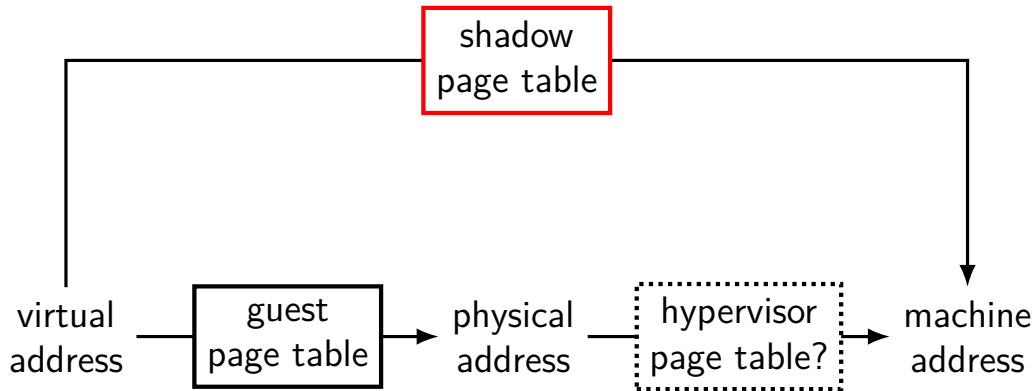 shadow
page table
virtual
address
guest
page table
physical
address
hypervisor
page table?
machine
address